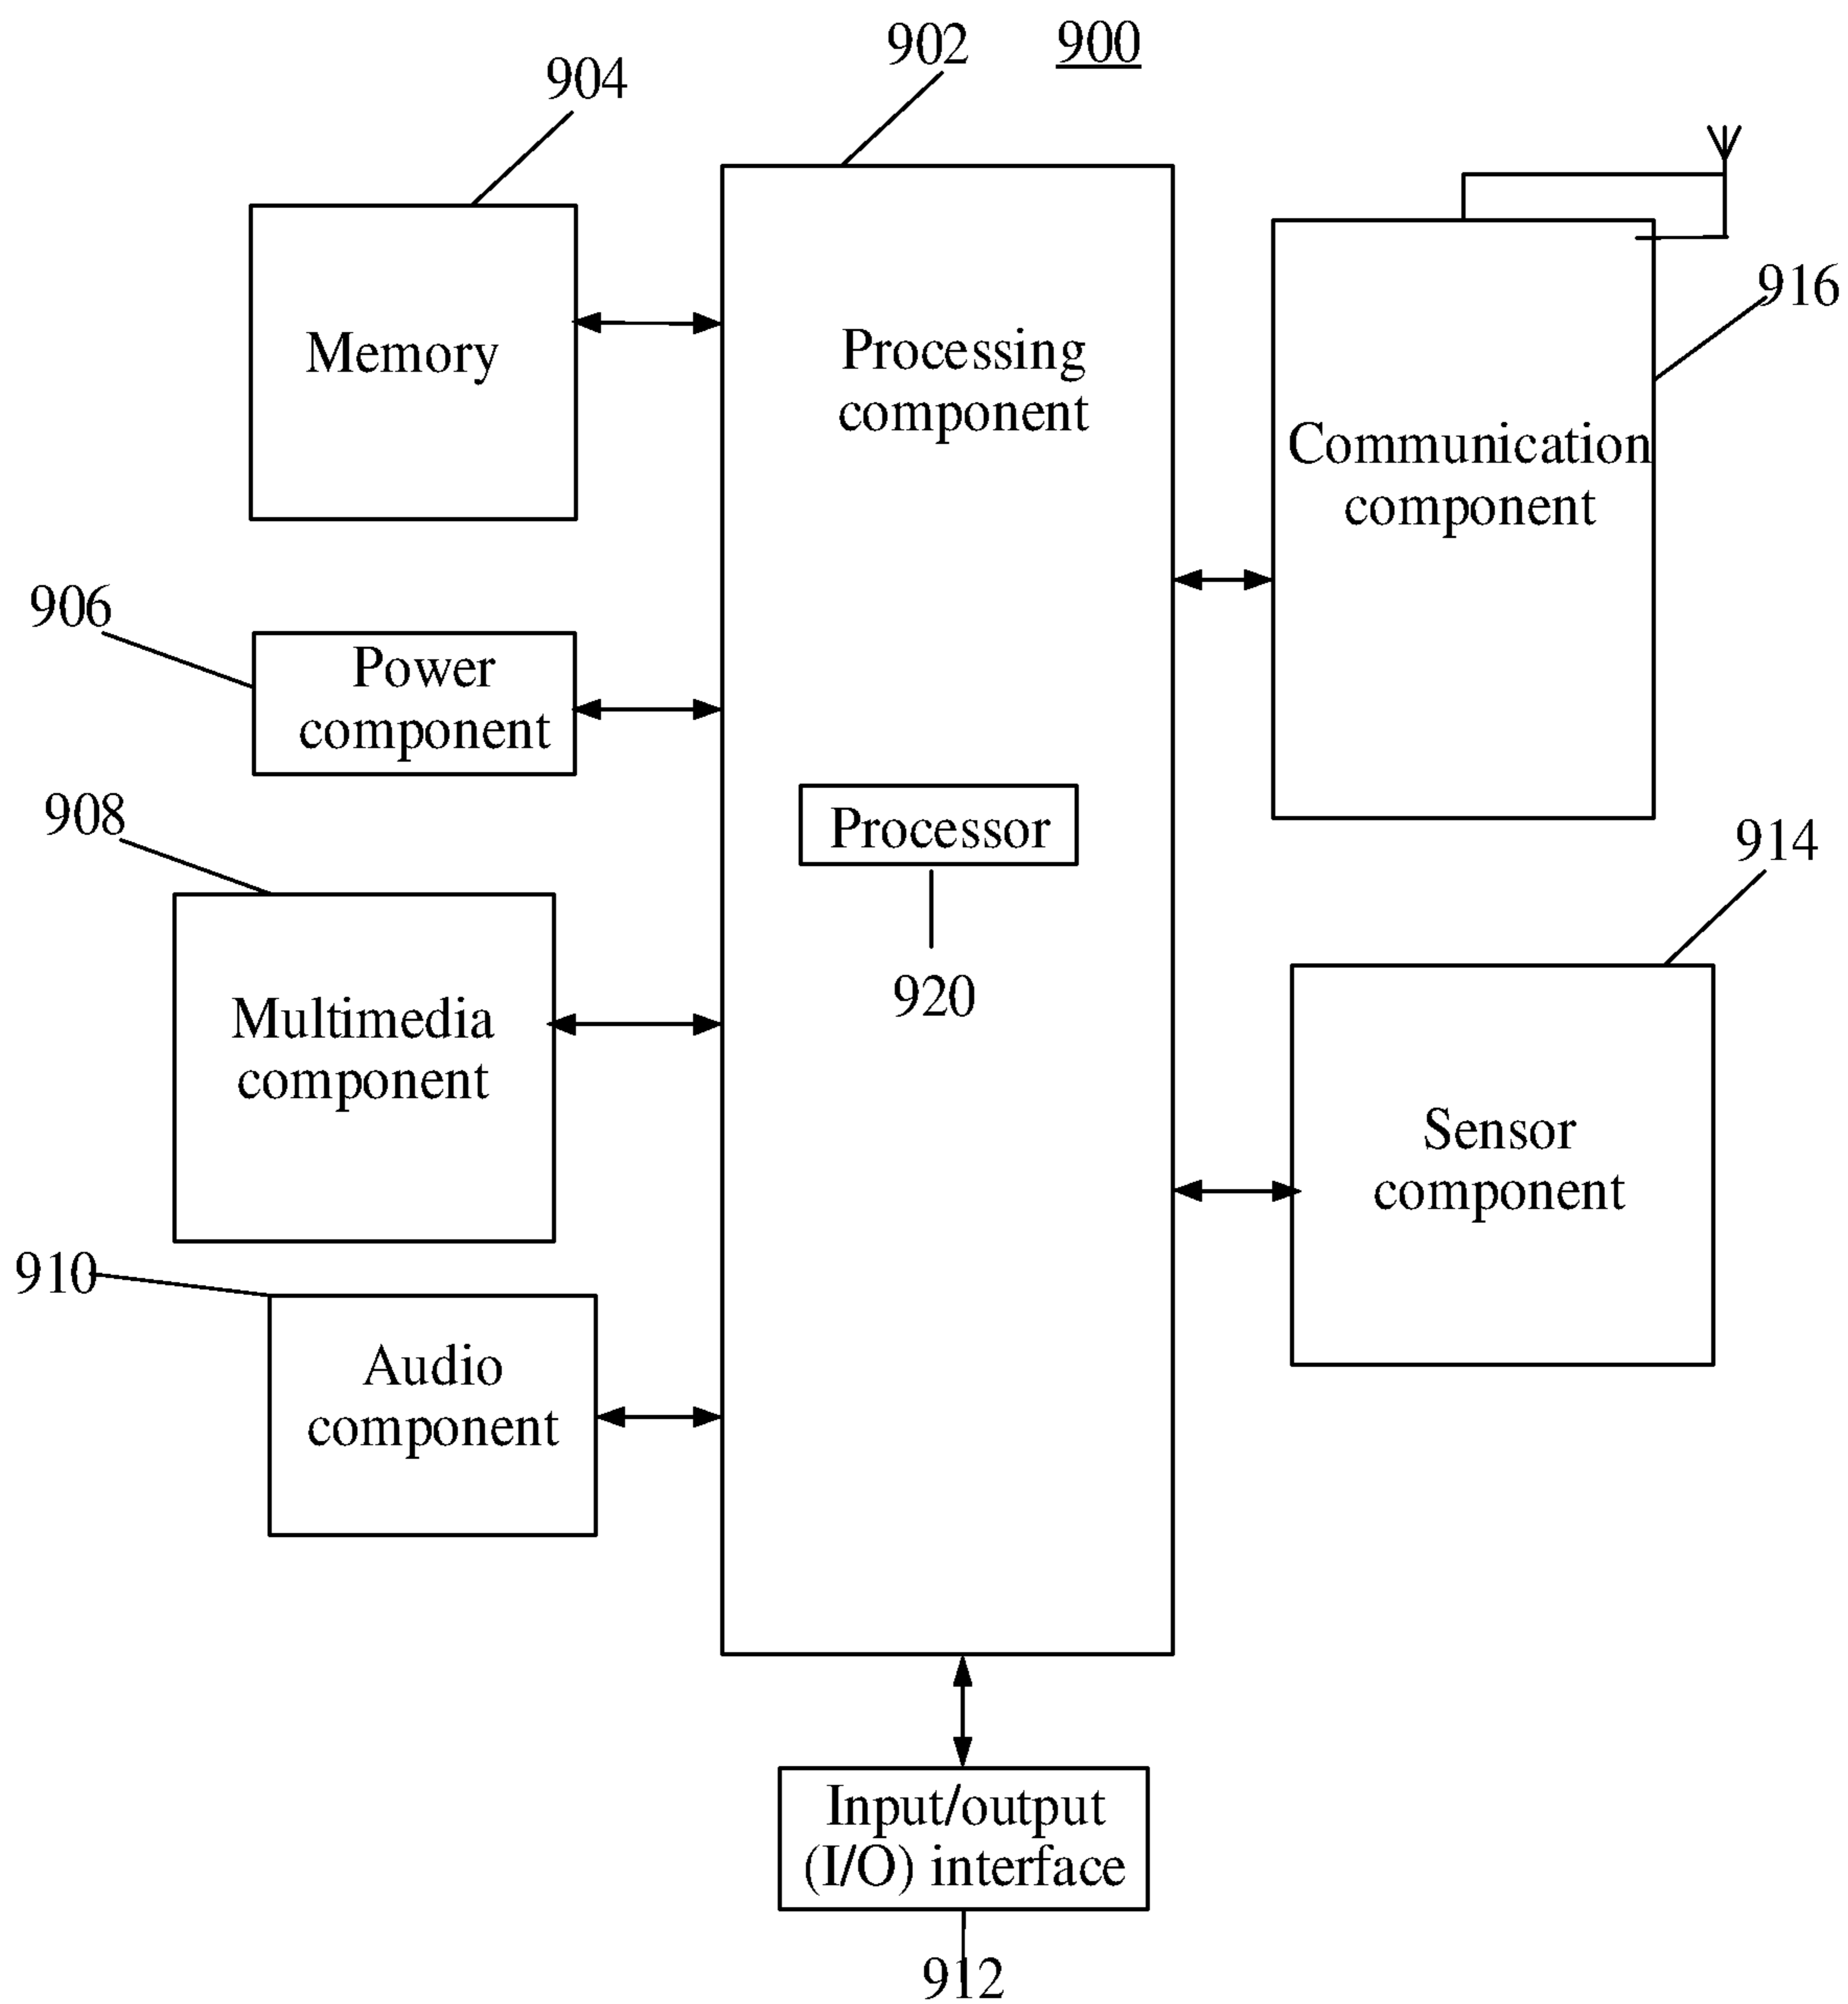 902
900
904
Memory
Processing
component
916
Communication
component
906
Power
component
908
Processor
914
920
Multimedia
component
Sensor
component
910
Audio
component
Input/output
(I/O) interface
912